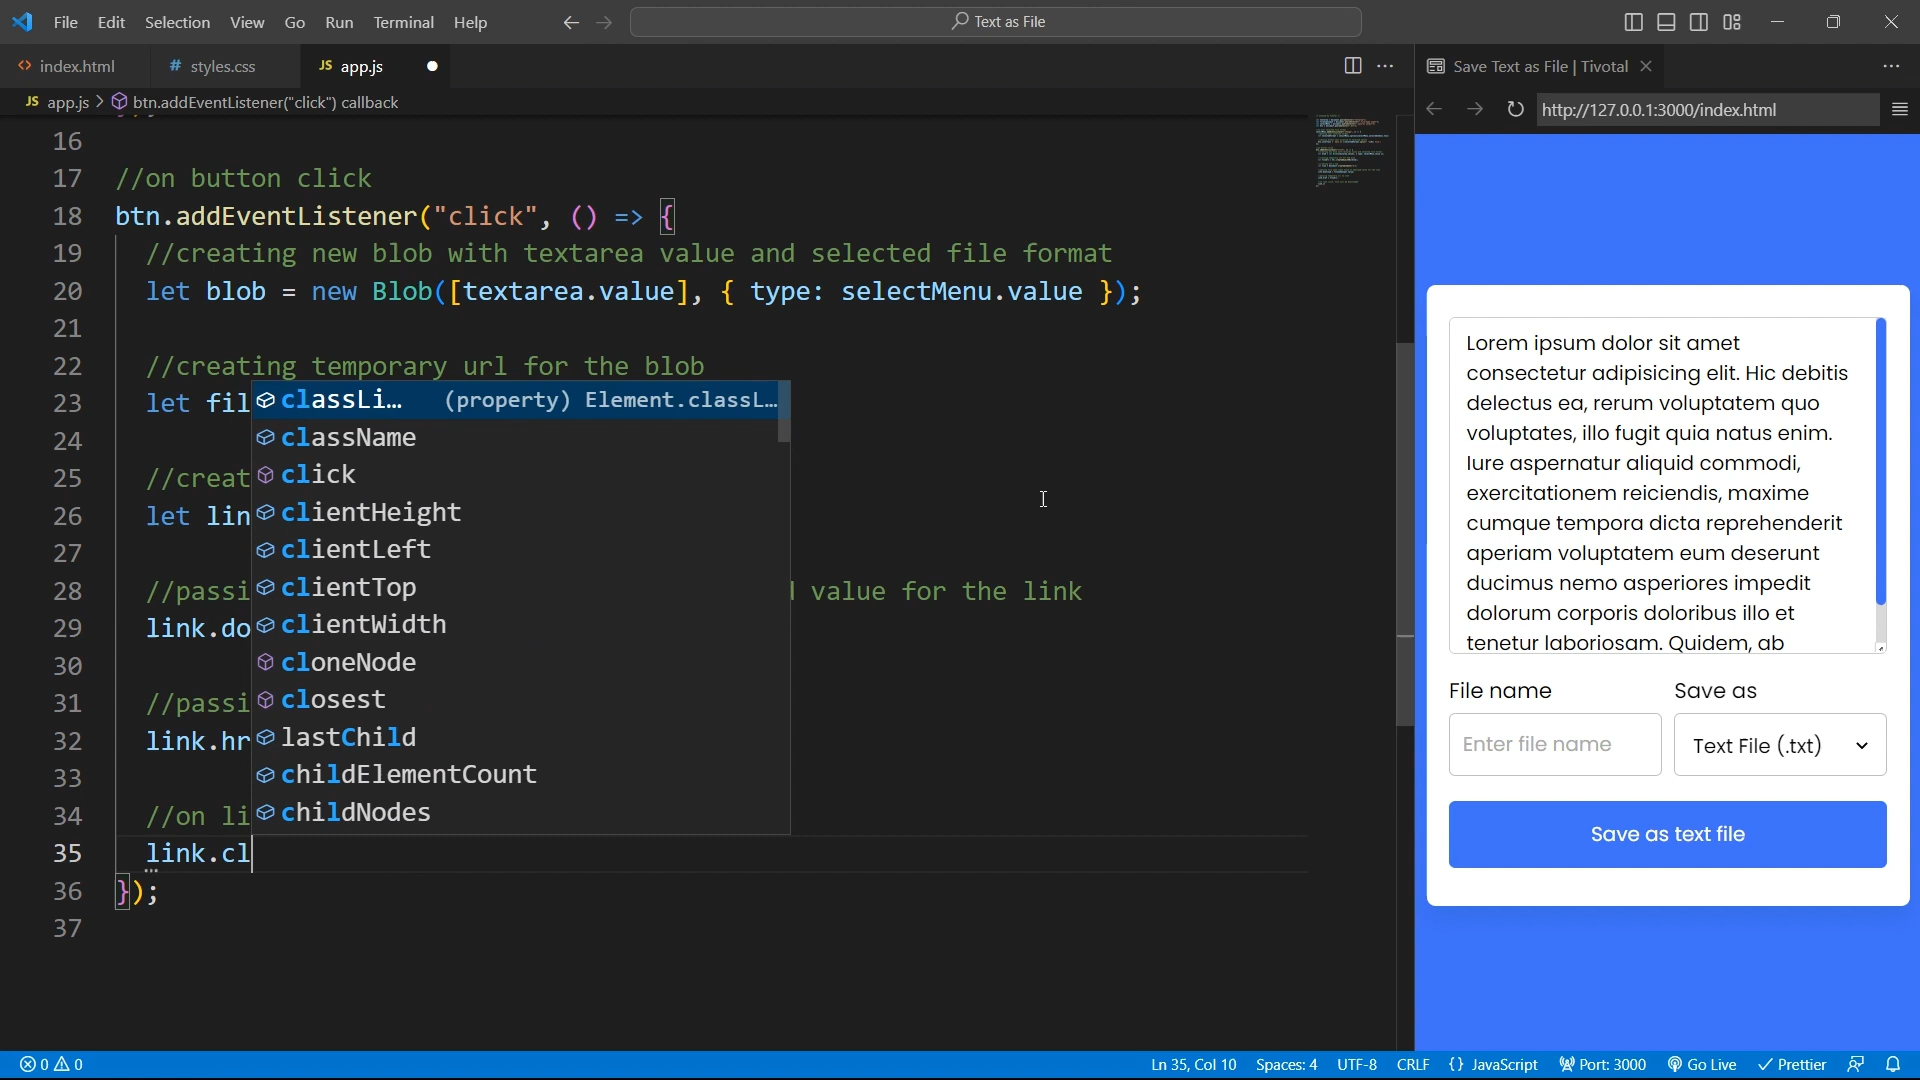 File Edit Selection View Go Run Terminal Help
Text as File
index.html
styles.css
JS app.js
Save Text as File | Tivotal
JS app.js > btn.addEventListener("click") callback
http://127.0.0.1:3000/index.html
16
17 //on button click
18 btn.addEventListener("click", () => {
19 //creating new blob with textarea value and selected file format
20 let blob = new Blob([textarea.value], { type: selectMenu.value });
21
22 //creating temporary url for the blob
23 let fil
24
25 //creat
26 let lin
27
28 //passi
value for the link
29 link.do
30
31 //passi
32 link.hr
33
34 //on li
35 link.cl
36 });
37
classLi… (property) Element.classL…
className
click
clientHeight
clientLeft
clientTop
clientWidth
cloneNode
closest
lastChild
childElementCount
childNodes
Lorem ipsum dolor sit amet
consectetur adipisicing elit. Hic debitis
delectus ea, rerum voluptatem quo
voluptates, illo fugit quia natus enim.
Iure aspernatur aliquid commodi,
exercitationem reiciendis, maxime
cumque tempora dicta reprehenderit
aperiam voluptatem eum deserunt
ducimus nemo asperiores impedit
dolorum corporis doloribus illo et
tenetur laboriosam. Quidem, ab
File name
Save as
Enter file name
Text File (.txt)
Save as text file
0 0
Ln 35, Col 10 Spaces: 4 UTF-8 CRLF {} JavaScript Port: 3000 Go Live Prettier